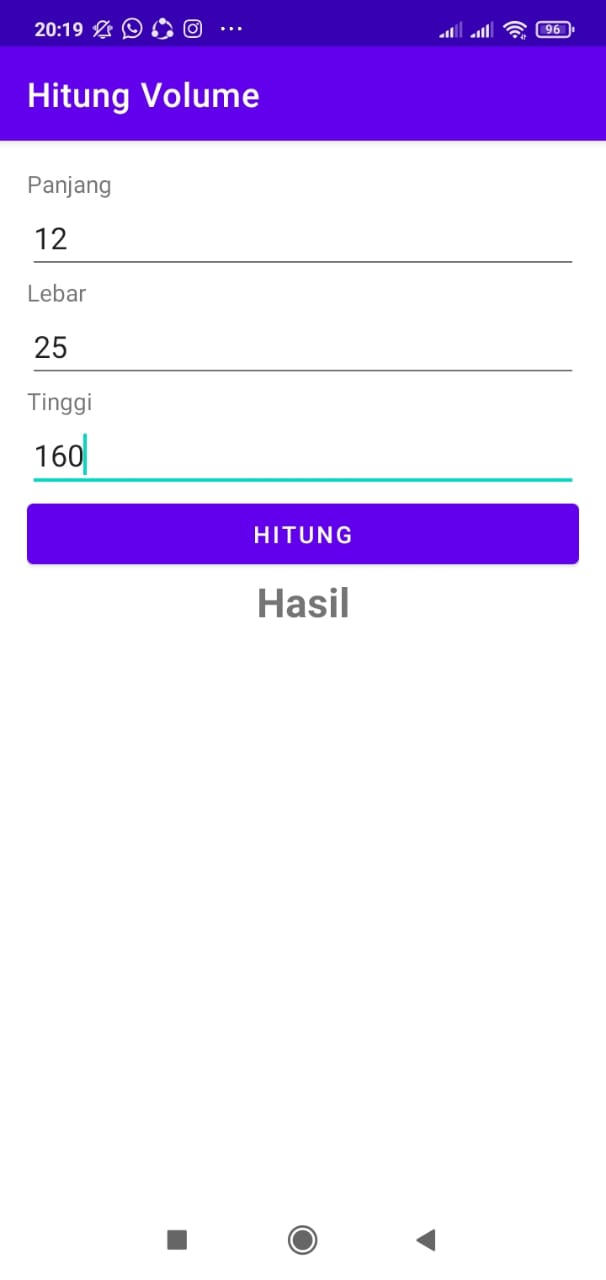 20:19 ... 96
Hitung Volume
Panjang
12
Lebar
25
Tinggi
160
HITUNG
Hasil